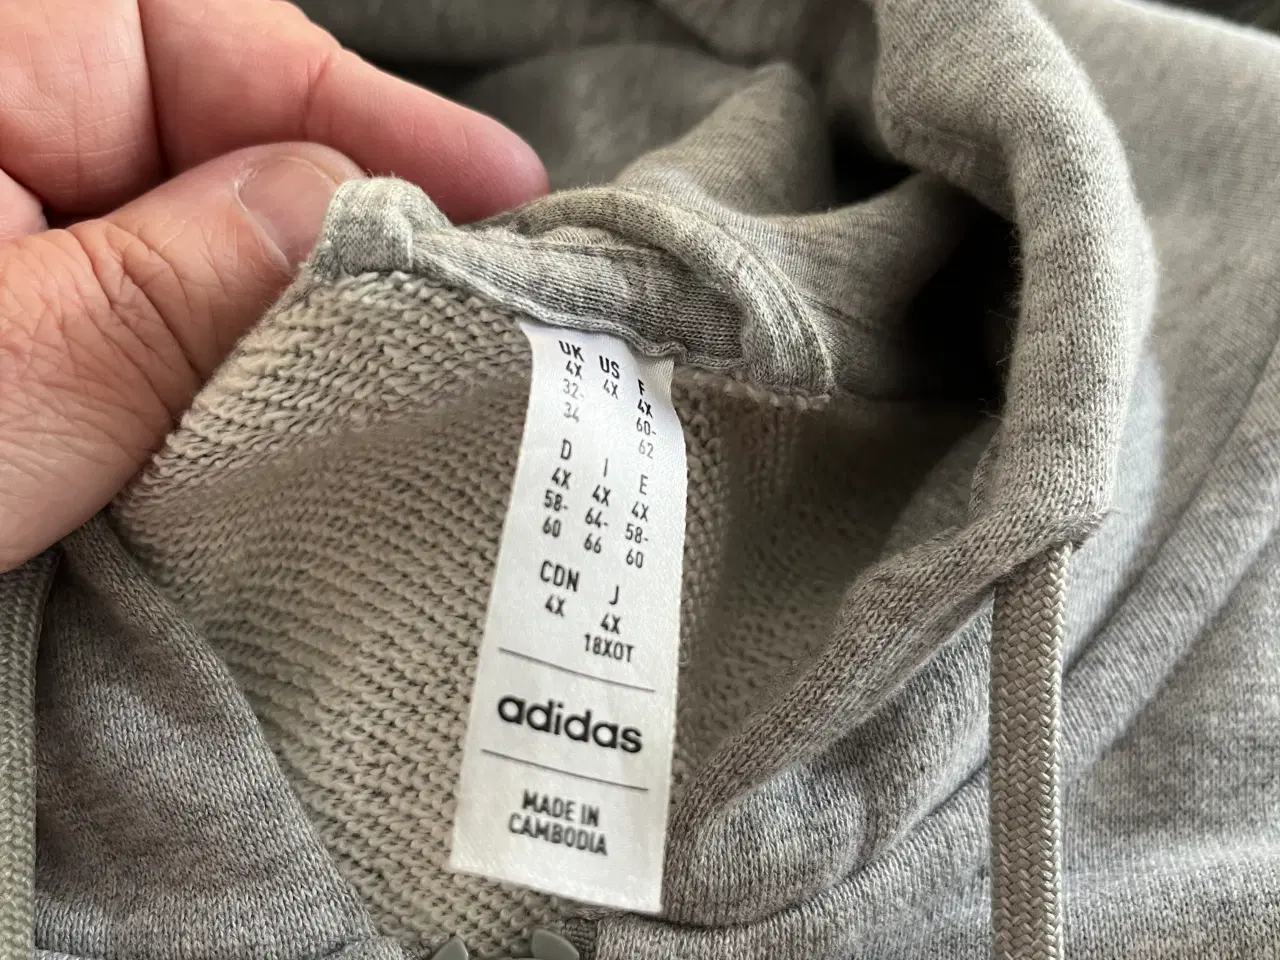 UK US F
4X 4X 4X
32- 60-
34 62
D I E
4X 4X 4X
58- 64- 58-
60 66 60
CDN J
4X 4X
18XOT
adidas
MADE IN
CAMBODIA